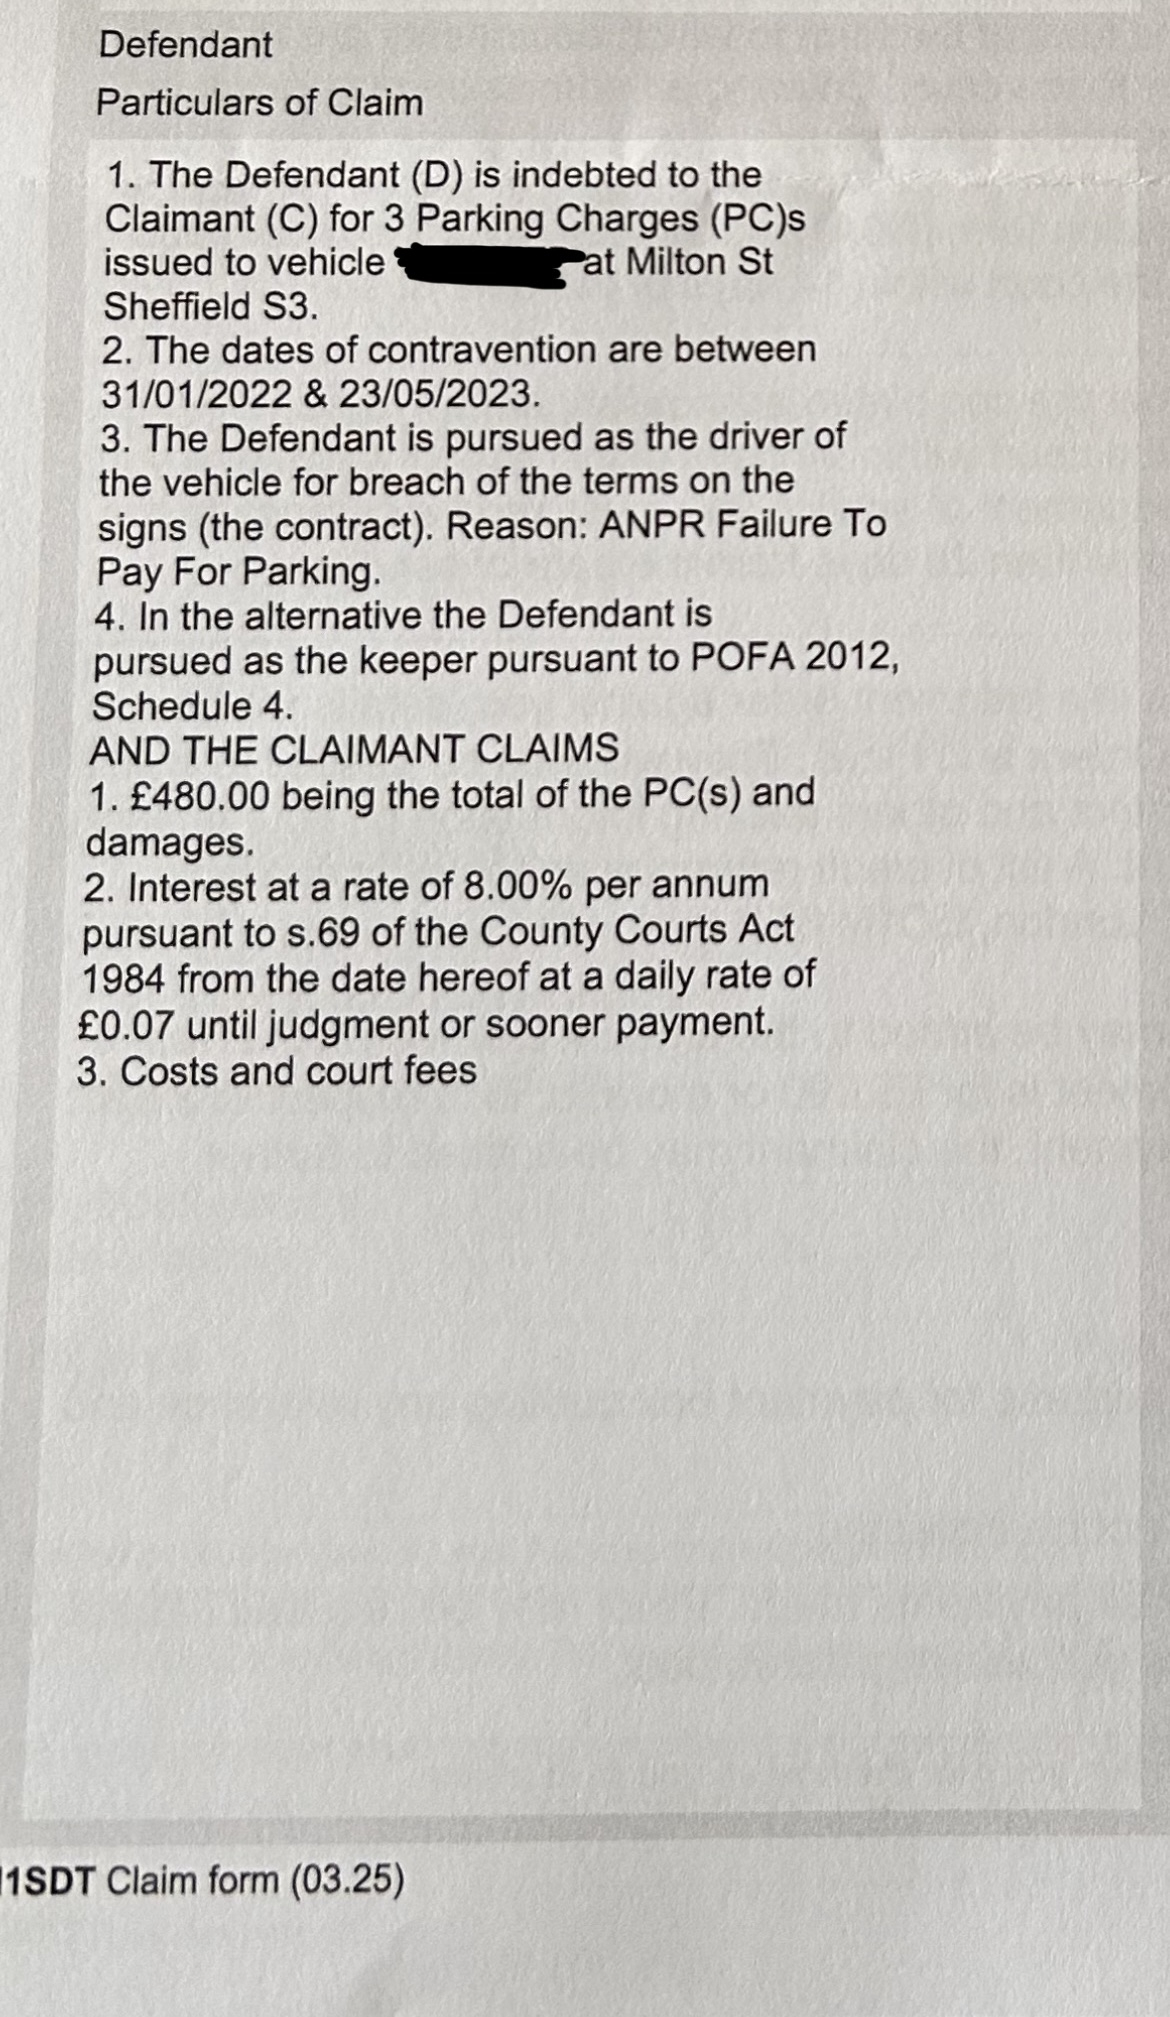 Defendant
Particulars of Claim
1. The Defendant (D) is indebted to the
Claimant (C) for 3 Parking Charges (PC)s
issued to vehicle at Milton St
Sheffield S3.
2. The dates of contravention are between
31/01/2022 & 23/05/2023.
3. The Defendant is pursued as the driver of
the vehicle for breach of the terms on the
signs (the contract). Reason: ANPR Failure To
Pay For Parking.
4. In the alternative the Defendant is
pursued as the keeper pursuant to POFA 2012,
Schedule 4.
AND THE CLAIMANT CLAIMS
1. £480.00 being the total of the PC(s) and
damages.
2. Interest at a rate of 8.00% per annum
pursuant to s.69 of the County Courts Act
1984 from the date hereof at a daily rate of
£0.07 until judgment or sooner payment.
3. Costs and court fees
1SDT Claim form (03.25)